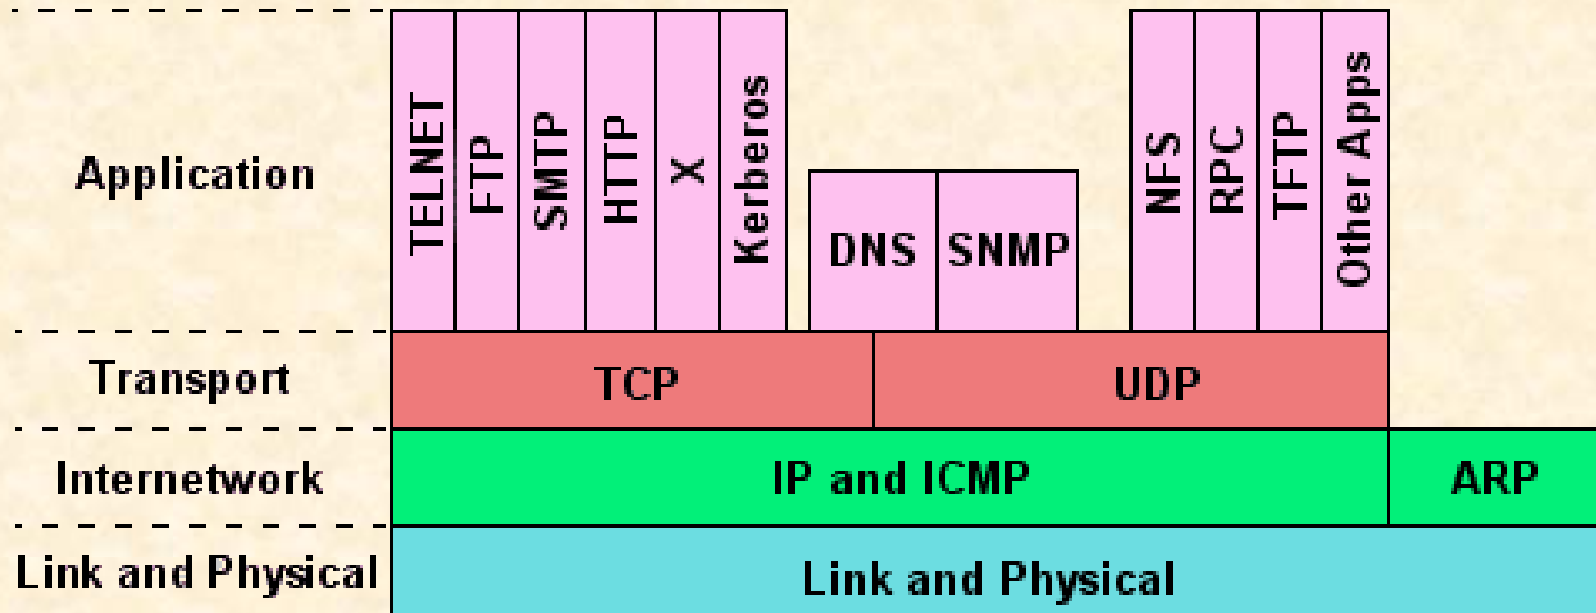 Application
TELNET
FTP
SMTP
HTTP
X
Kerberos
DNS
SNMP
NFS
RPC
TFTP
Other Apps
Transport
TCP
UDP
Internetwork
IP and ICMP
ARP
Link and Physical
Link and Physical